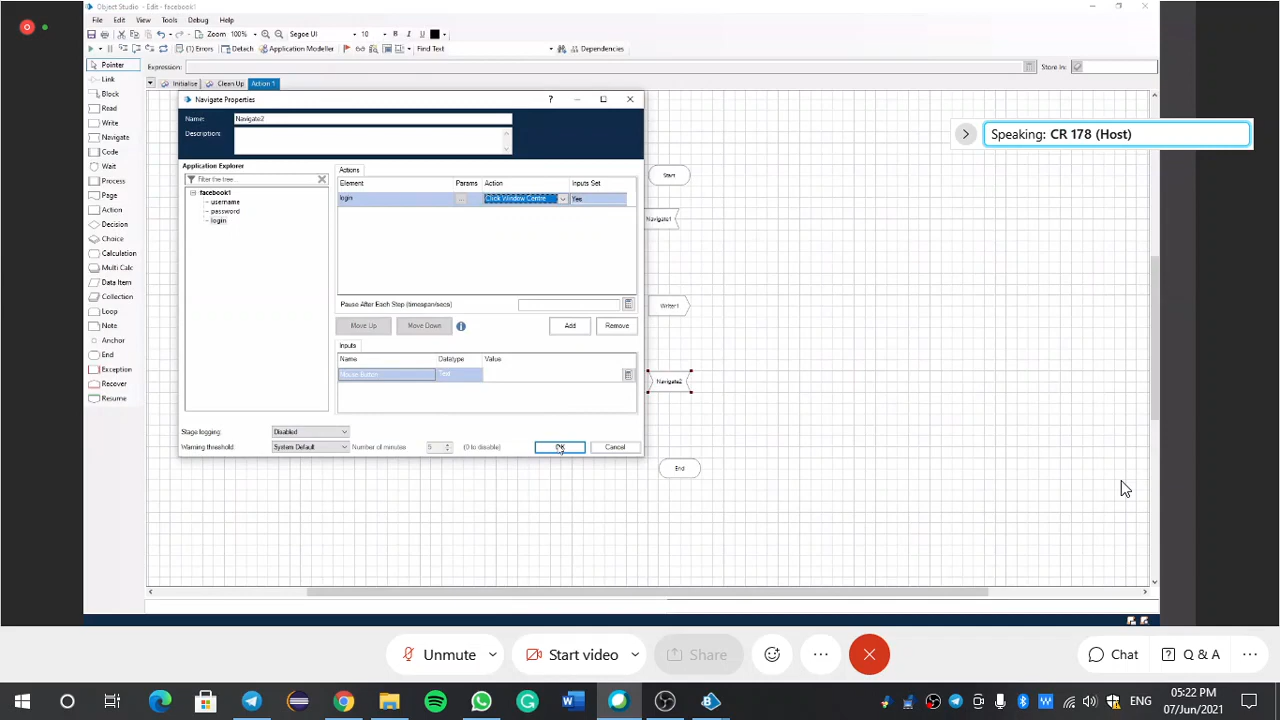 Object Studio - Edit - facebook1
File Edit View Tools Debug Help
Zoom 100% Segoe UI 10 B I U
(1) Errors Detach Application Modeller Find Text Dependencies
Pointer
Link
Block
Read
Write
Navigate
Code
Wait
Process
Page
Action
Decision
Choice
Calculation
Multi Calc
Data Item
Collection
Loop
Note
Anchor
End
Exception
Recover
Resume
Expression:
Store In:
Initialise Clean Up Action 1
Navigate Properties
?
Name: Navigate2
Description:
Application Explorer
Filter the tree
facebook1
username
password
login
Actions
Element Params Action Inputs Set
login ... Click Window Centre Yes
Pause After Each Step (timespan/secs)
Move Up Move Down Add Remove
Inputs
Name Datatype Value
Mouse Button Text
Stage logging: Disabled
Warning threshold: System Default Number of minutes 5 (0 to disable)
OK Cancel
Start
Navigate1
Writer1
Navigate2
End
Speaking: CR 178 (Host)
Unmute Start video Share Chat Q & A
ENG
05:22 PM
07/Jun/2021